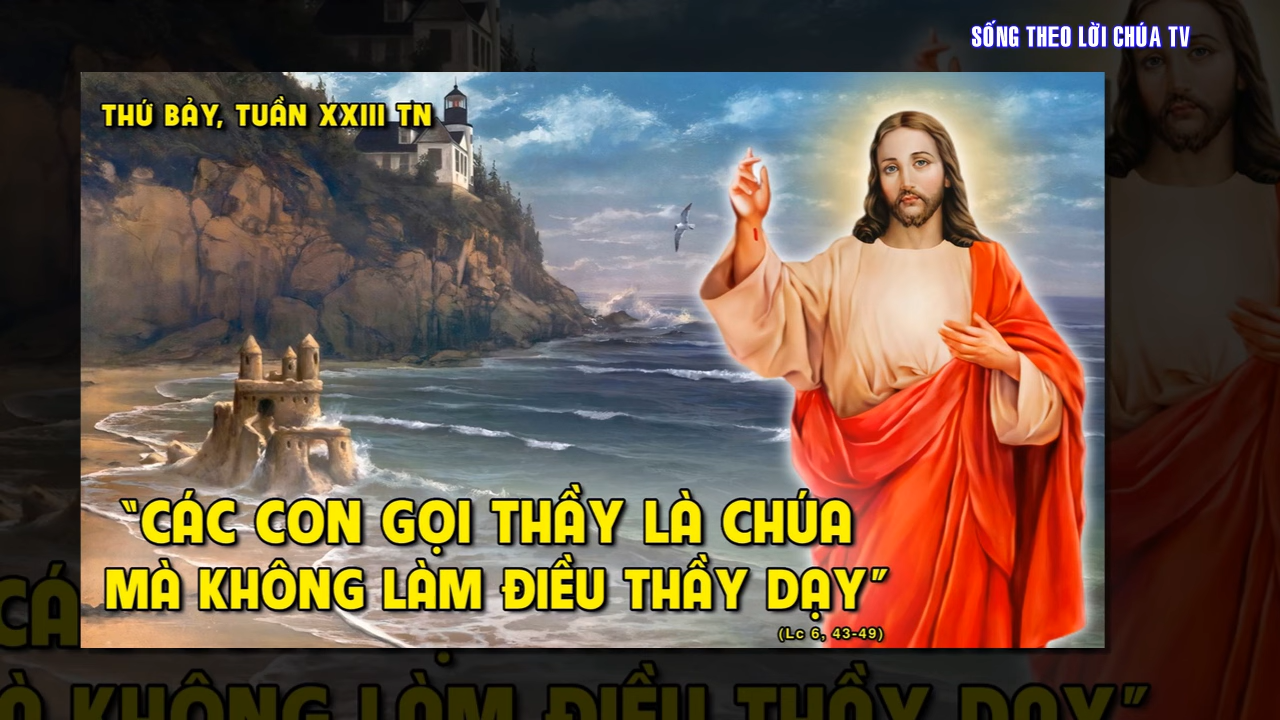 SỐNG THEO LỜI CHÚA TV
THỨ BẢY, TUẦN XXIII TN
“CÁC CON GỌI THẦY LÀ CHÚA
MÀ KHÔNG LÀM ĐIỀU THẦY DẠY”
(Lc 6, 43-49)